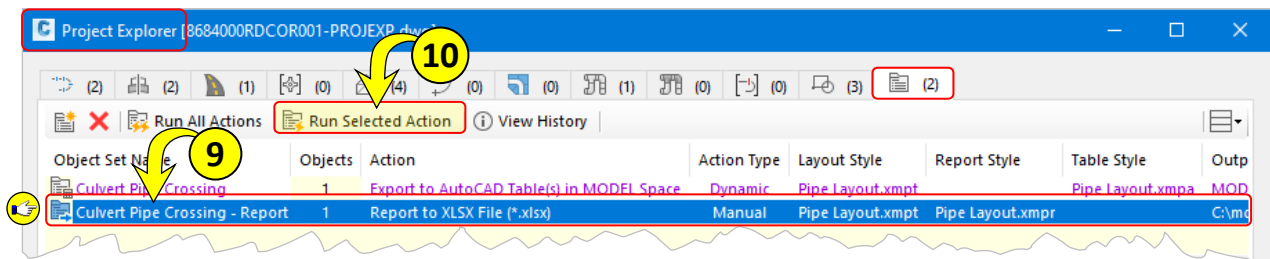 C Project Explorer [8684000RDCOR001-PROJEXP.dwg]
10
(2) (2) (1) (0) (4) (0) (0) (1) (0) (0) (3) (2)
Run All Actions Run Selected Action View History
9
Object Set Name Objects Action Action Type Layout Style Report Style Table Style Outp
Culvert Pipe Crossing 1 Export to AutoCAD Table(s) in MODEL Space Dynamic Pipe Layout.xmpt Pipe Layout.xmpa MOD
Culvert Pipe Crossing - Report 1 Report to XLSX File (*.xlsx) Manual Pipe Layout.xmpt Pipe Layout.xmpr C:\mc